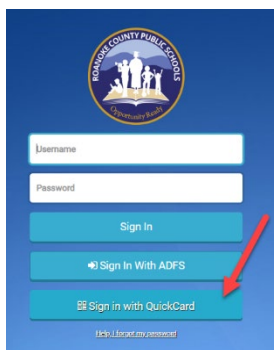 ROANOKE COUNTY PUBLIC SCHOOLS
Opportunity Ready
Username
Password
Sign In
Sign In With ADFS
Sign in with QuickCard
Help, I forgot my password